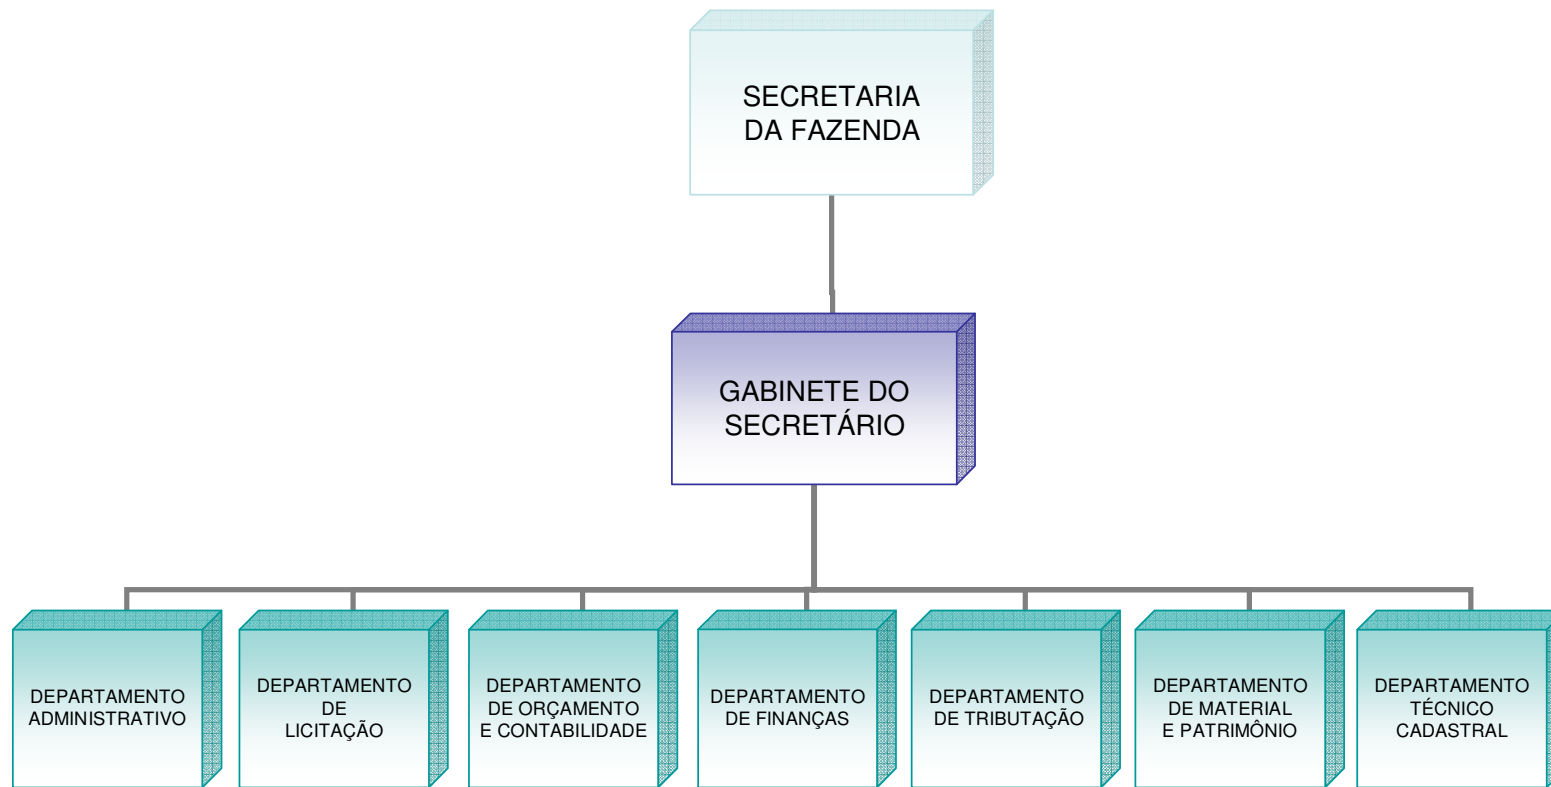 SECRETARIA
DA FAZENDA
GABINETE DO
SECRETÁRIO
DEPARTAMENTO
ADMINISTRATIVO
DEPARTAMENTO
DE
LICITAÇÃO
DEPARTAMENTO
DE ORÇAMENTO
E CONTABILIDADE
DEPARTAMENTO
DE FINANÇAS
DEPARTAMENTO
DE TRIBUTAÇÃO
DEPARTAMENTO
DE MATERIAL
E PATRIMÔNIO
DEPARTAMENTO
TÉCNICO
CADASTRAL